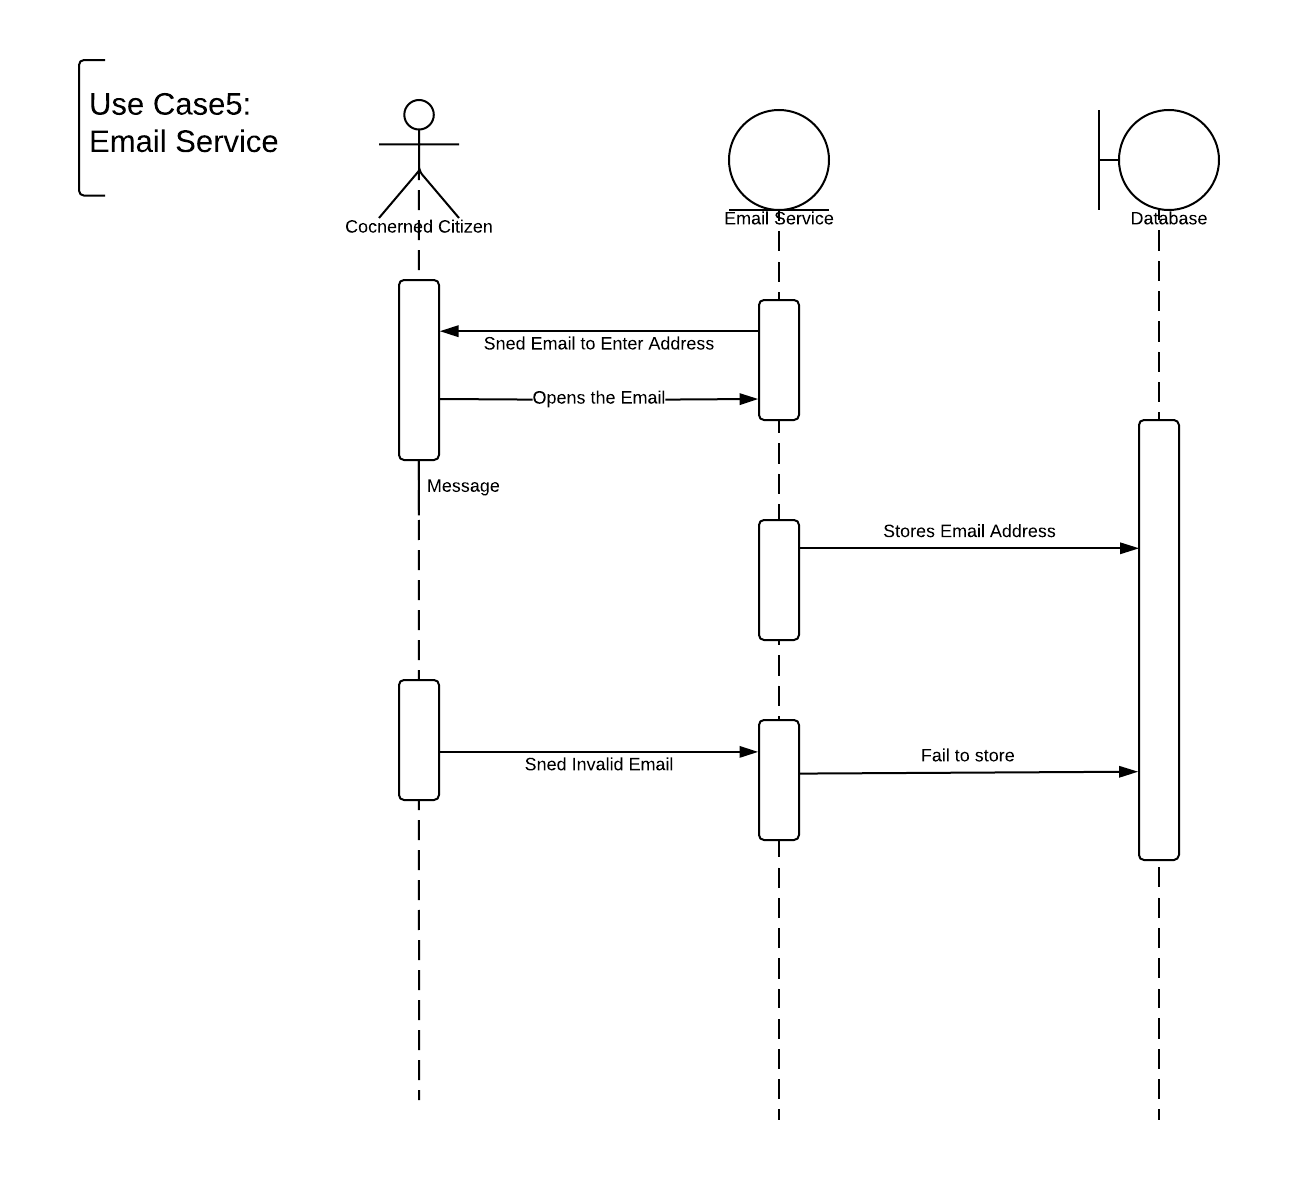 Use Case5:
Email Service
Cocnerned Citizen
Email Service
Database
Sned Email to Enter Address
Opens the Email
Message
Stores Email Address
Sned Invalid Email
Fail to store